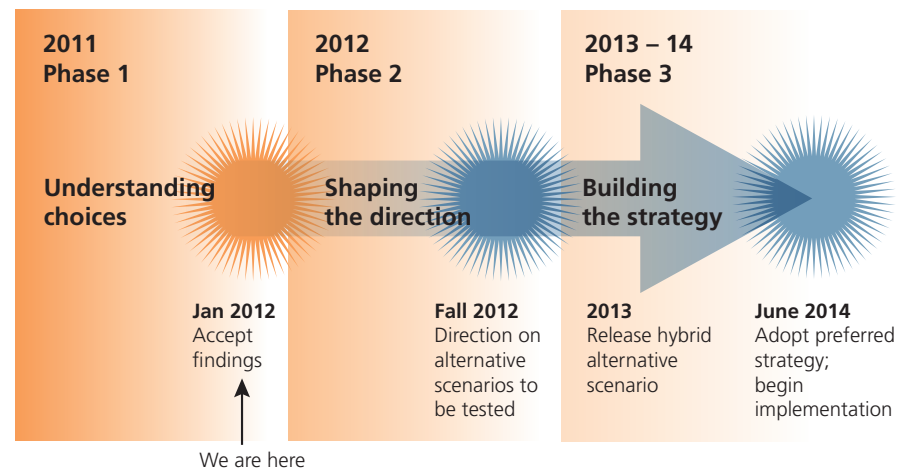 2011
Phase 1
2012
Phase 2
2013 – 14
Phase 3
Understanding
choices
Shaping
the direction
Building
the strategy
Jan 2012
Accept
findings
Fall 2012
Direction on
alternative
scenarios to
be tested
2013
Release hybrid
alternative
scenario
June 2014
Adopt preferred
strategy;
begin
implementation
We are here